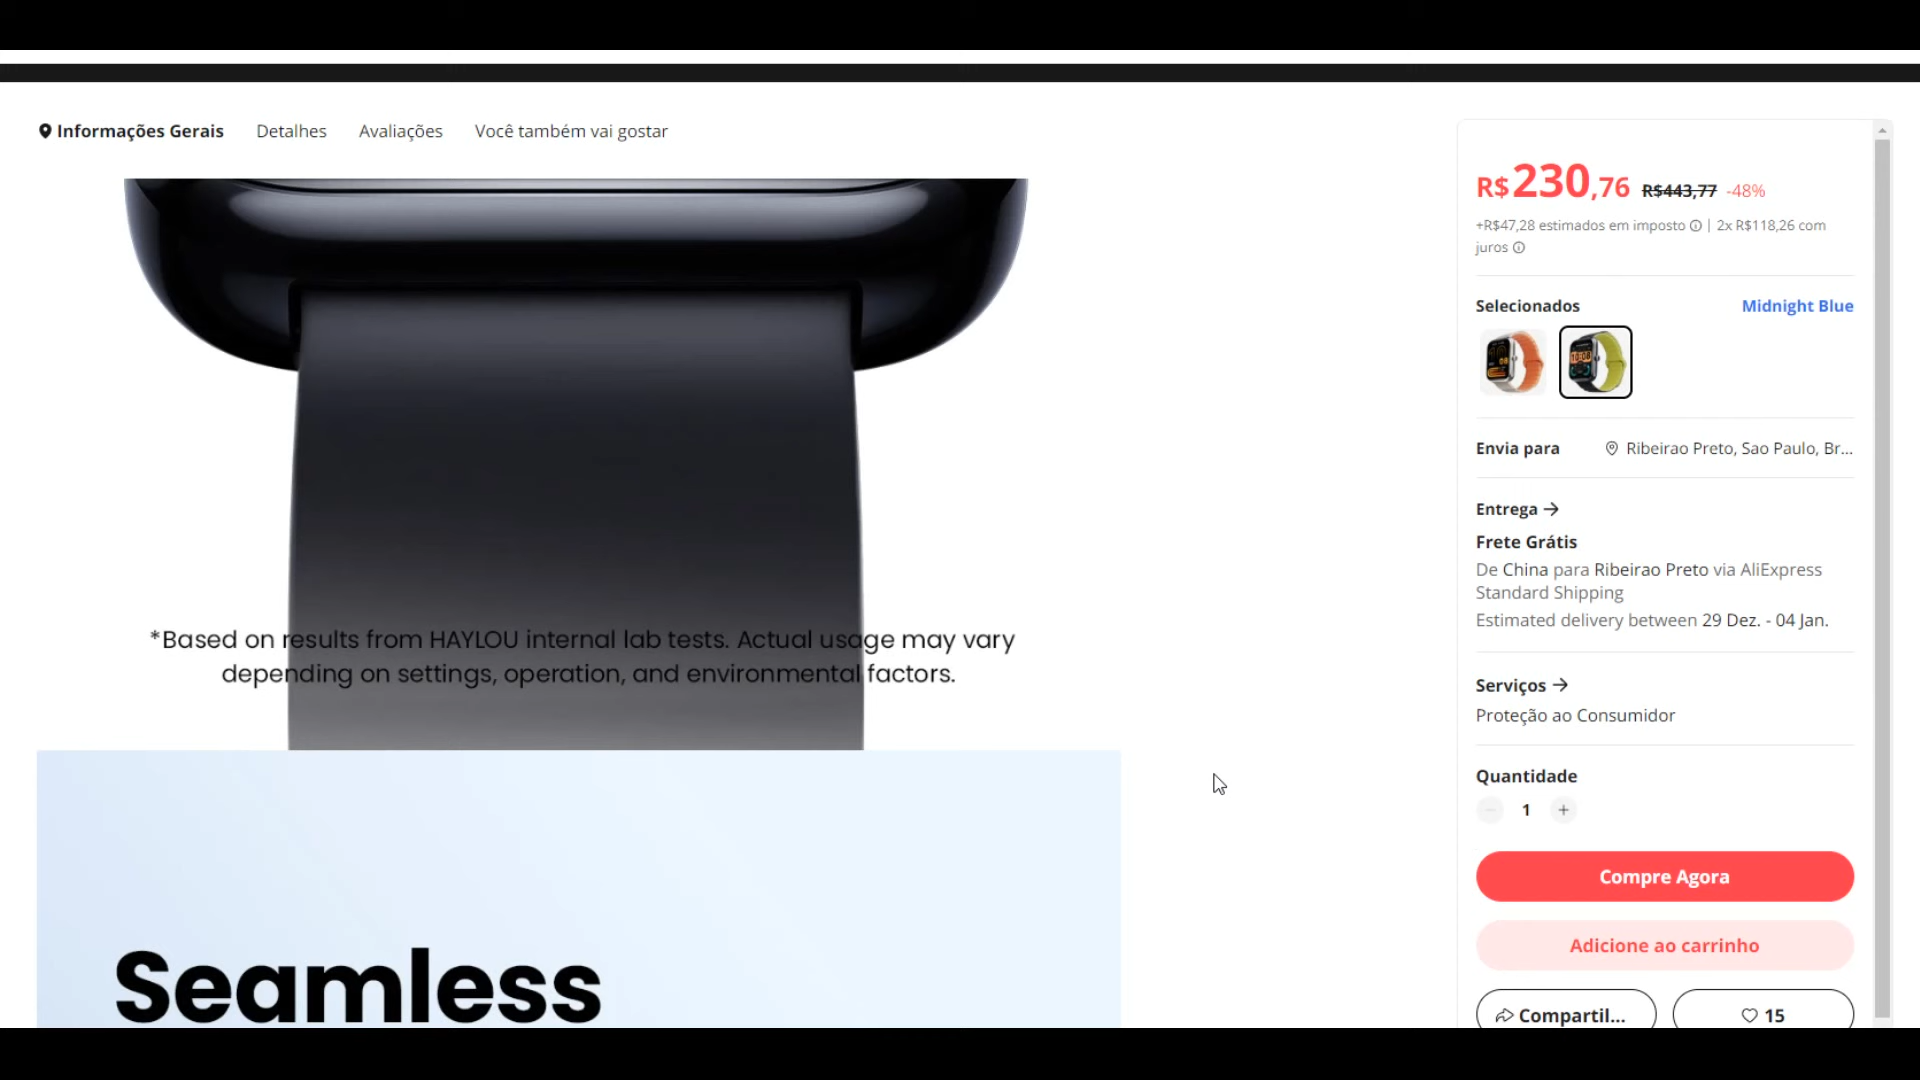 Informações Gerais Detalhes Avaliações Você também vai gostar
*Based on results from HAYLOU internal lab tests. Actual usage may vary
depending on settings, operation, and environmental factors.
Seamless
R$230,76 R$443,77 -48%
+R$47,28 estimados em imposto | 2x R$118,26 com
juros
Selecionados Midnight Blue
Envia para Ribeirao Preto, Sao Paulo, Br...
Entrega
Frete Grátis
De China para Ribeirao Preto via AliExpress
Standard Shipping
Estimated delivery between 29 Dez. - 04 Jan.
Serviços
Proteção ao Consumidor
Quantidade
1
Compre Agora
Adicione ao carrinho
Compartil... 15